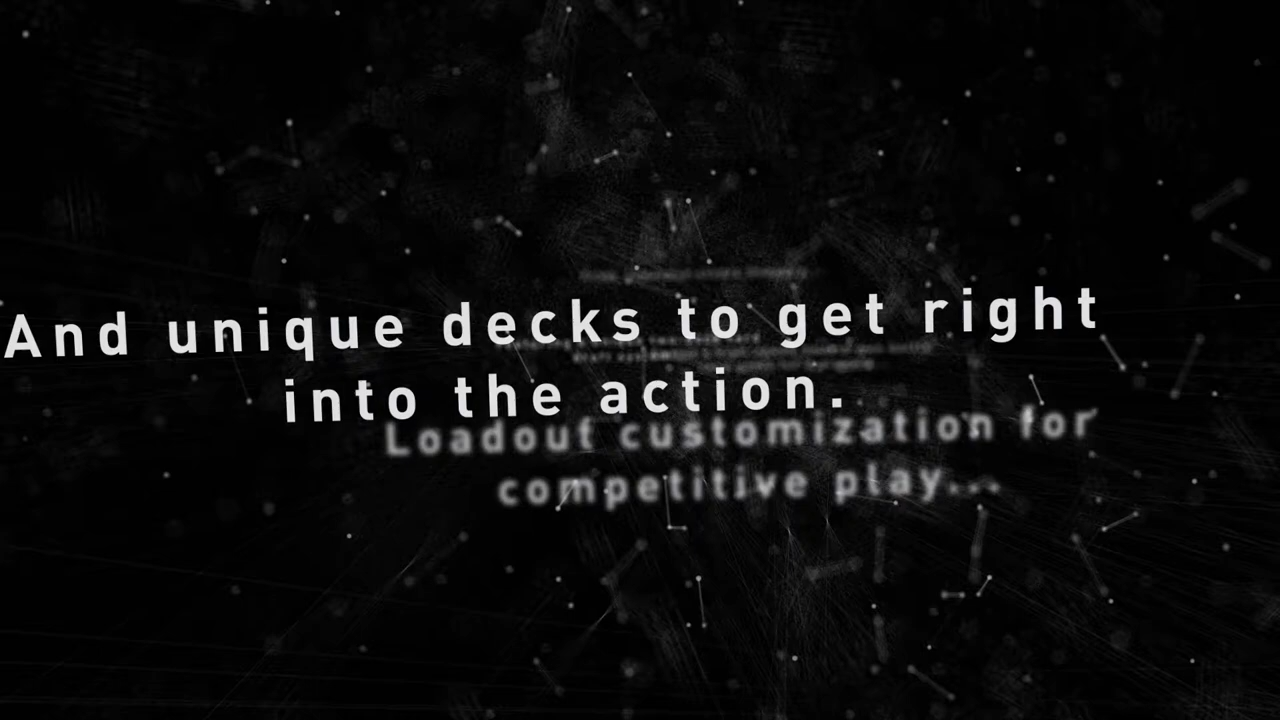 And unique decks to get right
into the action.
Loadout customization for
competitive play...